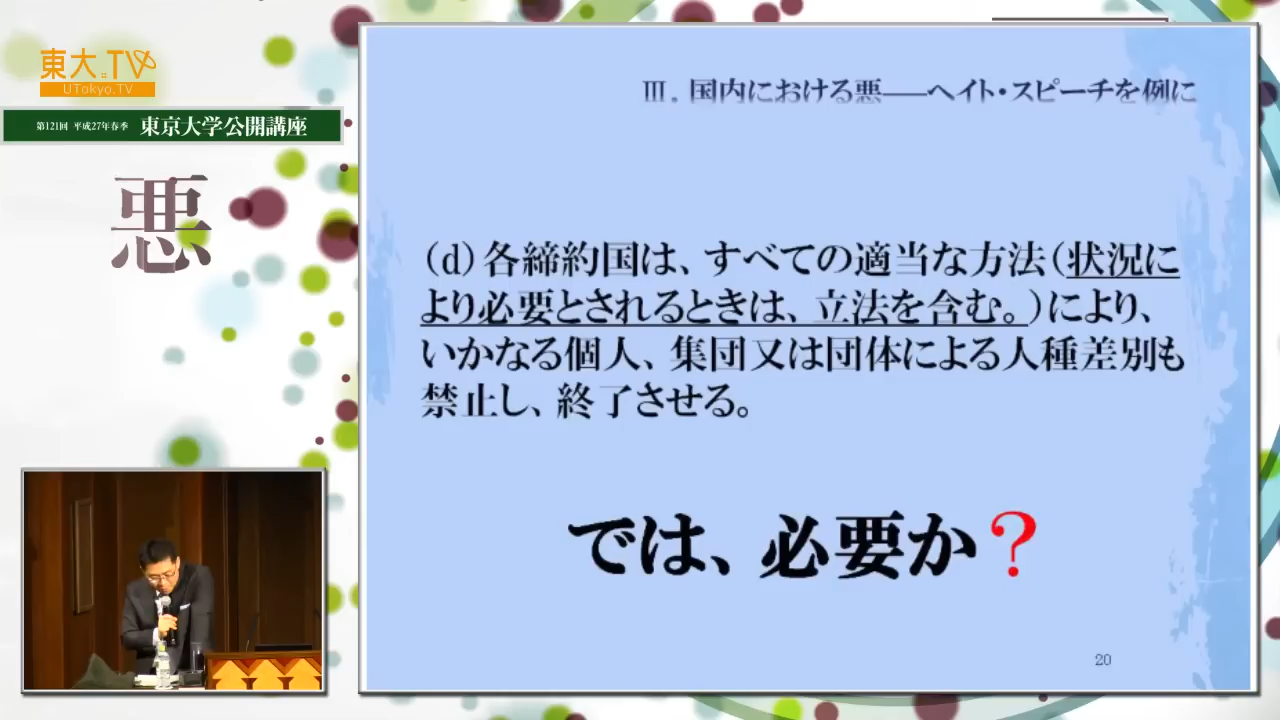 東大.TV
UTokyo.TV
第121回 平成27年春季 東京大学公開講座
悪
Ⅲ. 国内における悪――ヘイト・スピーチを例に
(d) 各締約国は、すべての適当な方法(状況に
より必要とされるときは、立法を含む。)により、
いかなる個人、集団又は団体による人種差別も
禁止し、終了させる。
では、必要か?
20